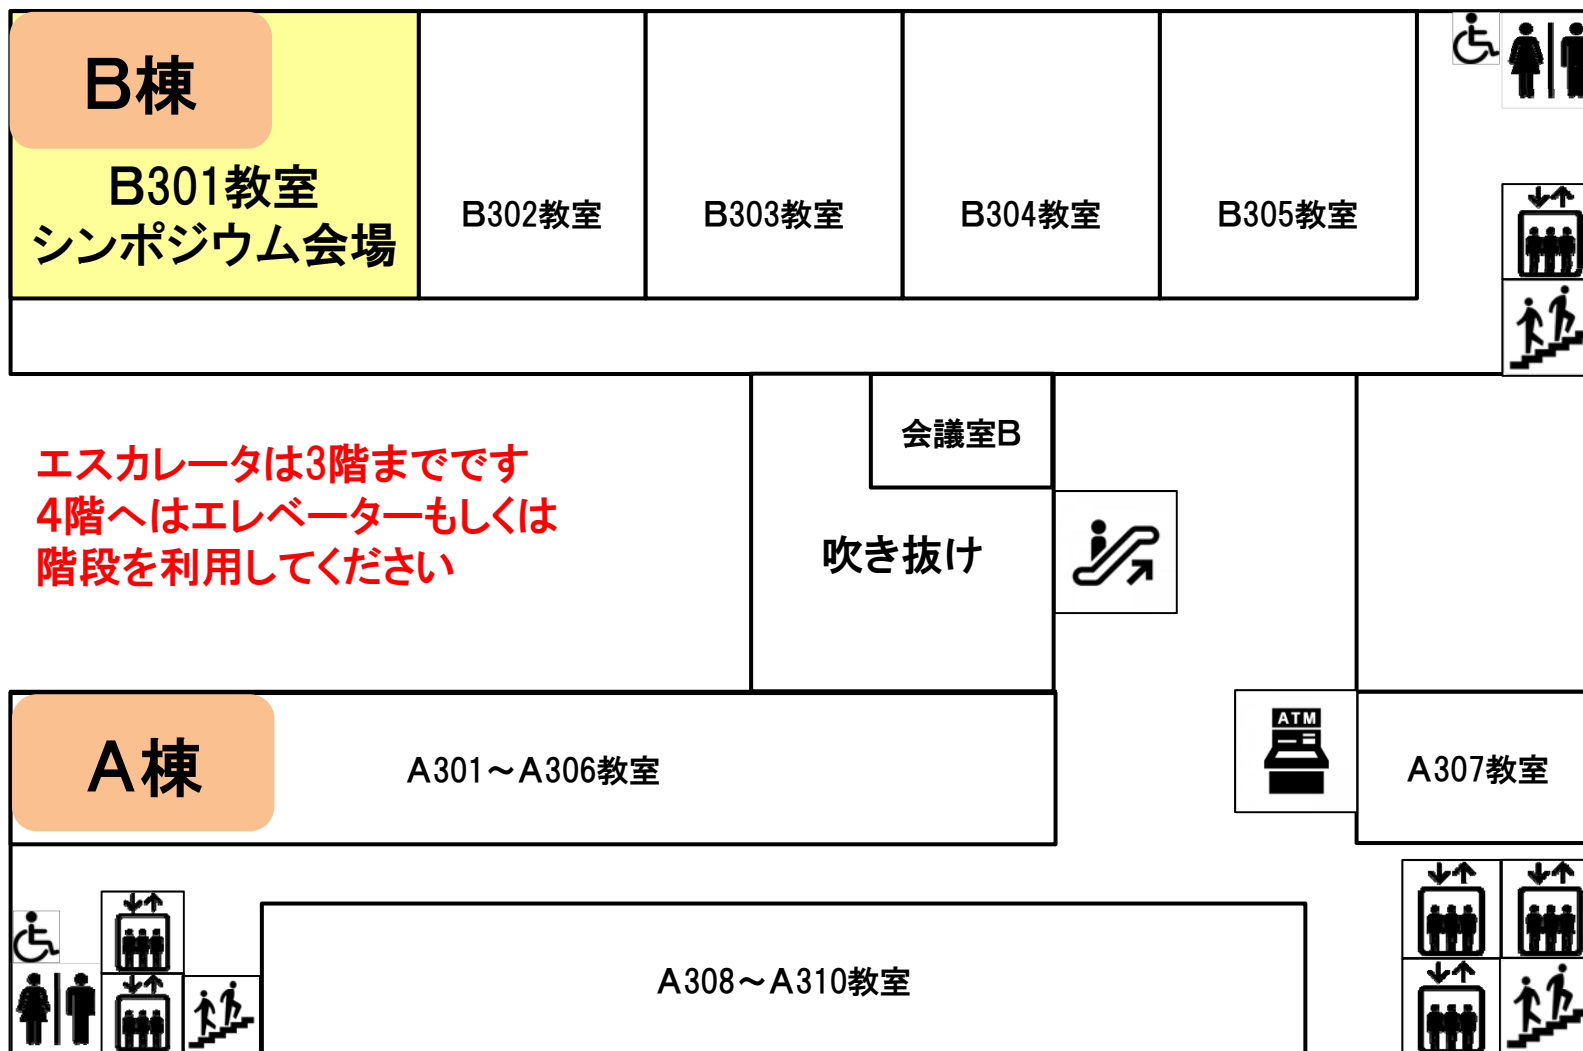 B棟
B301教室
シンポジウム会場
B302教室
B303教室
B304教室
B305教室
会議室B
エスカレータは3階までです
4階へはエレベーターもしくは
階段を利用してください
吹き抜け
A棟
A301～A306教室
ATM
A307教室
A308～A310教室